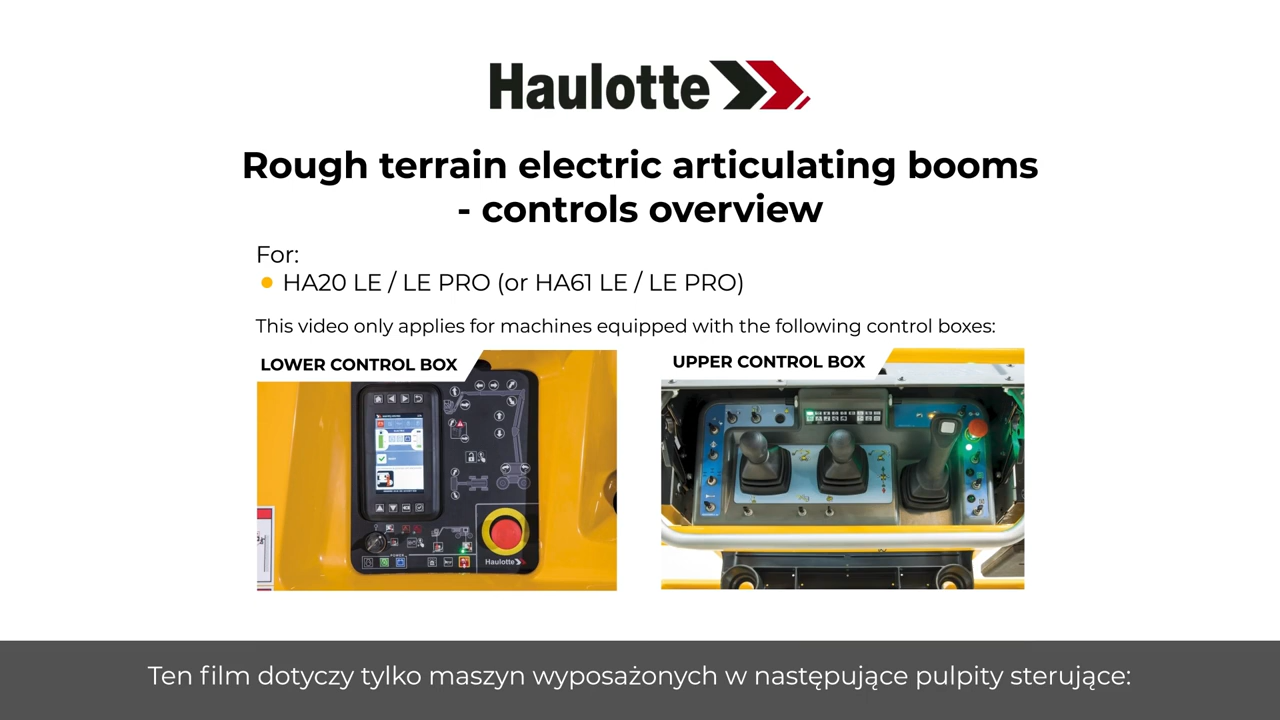 Haulotte
Rough terrain electric articulating booms
- controls overview
For:
HA20 LE / LE PRO (or HA61 LE / LE PRO)
This video only applies for machines equipped with the following control boxes:
LOWER CONTROL BOX
UPPER CONTROL BOX
POWER
Haulotte
Ten film dotyczy tylko maszyn wyposażonych w następujące pulpity sterujące: